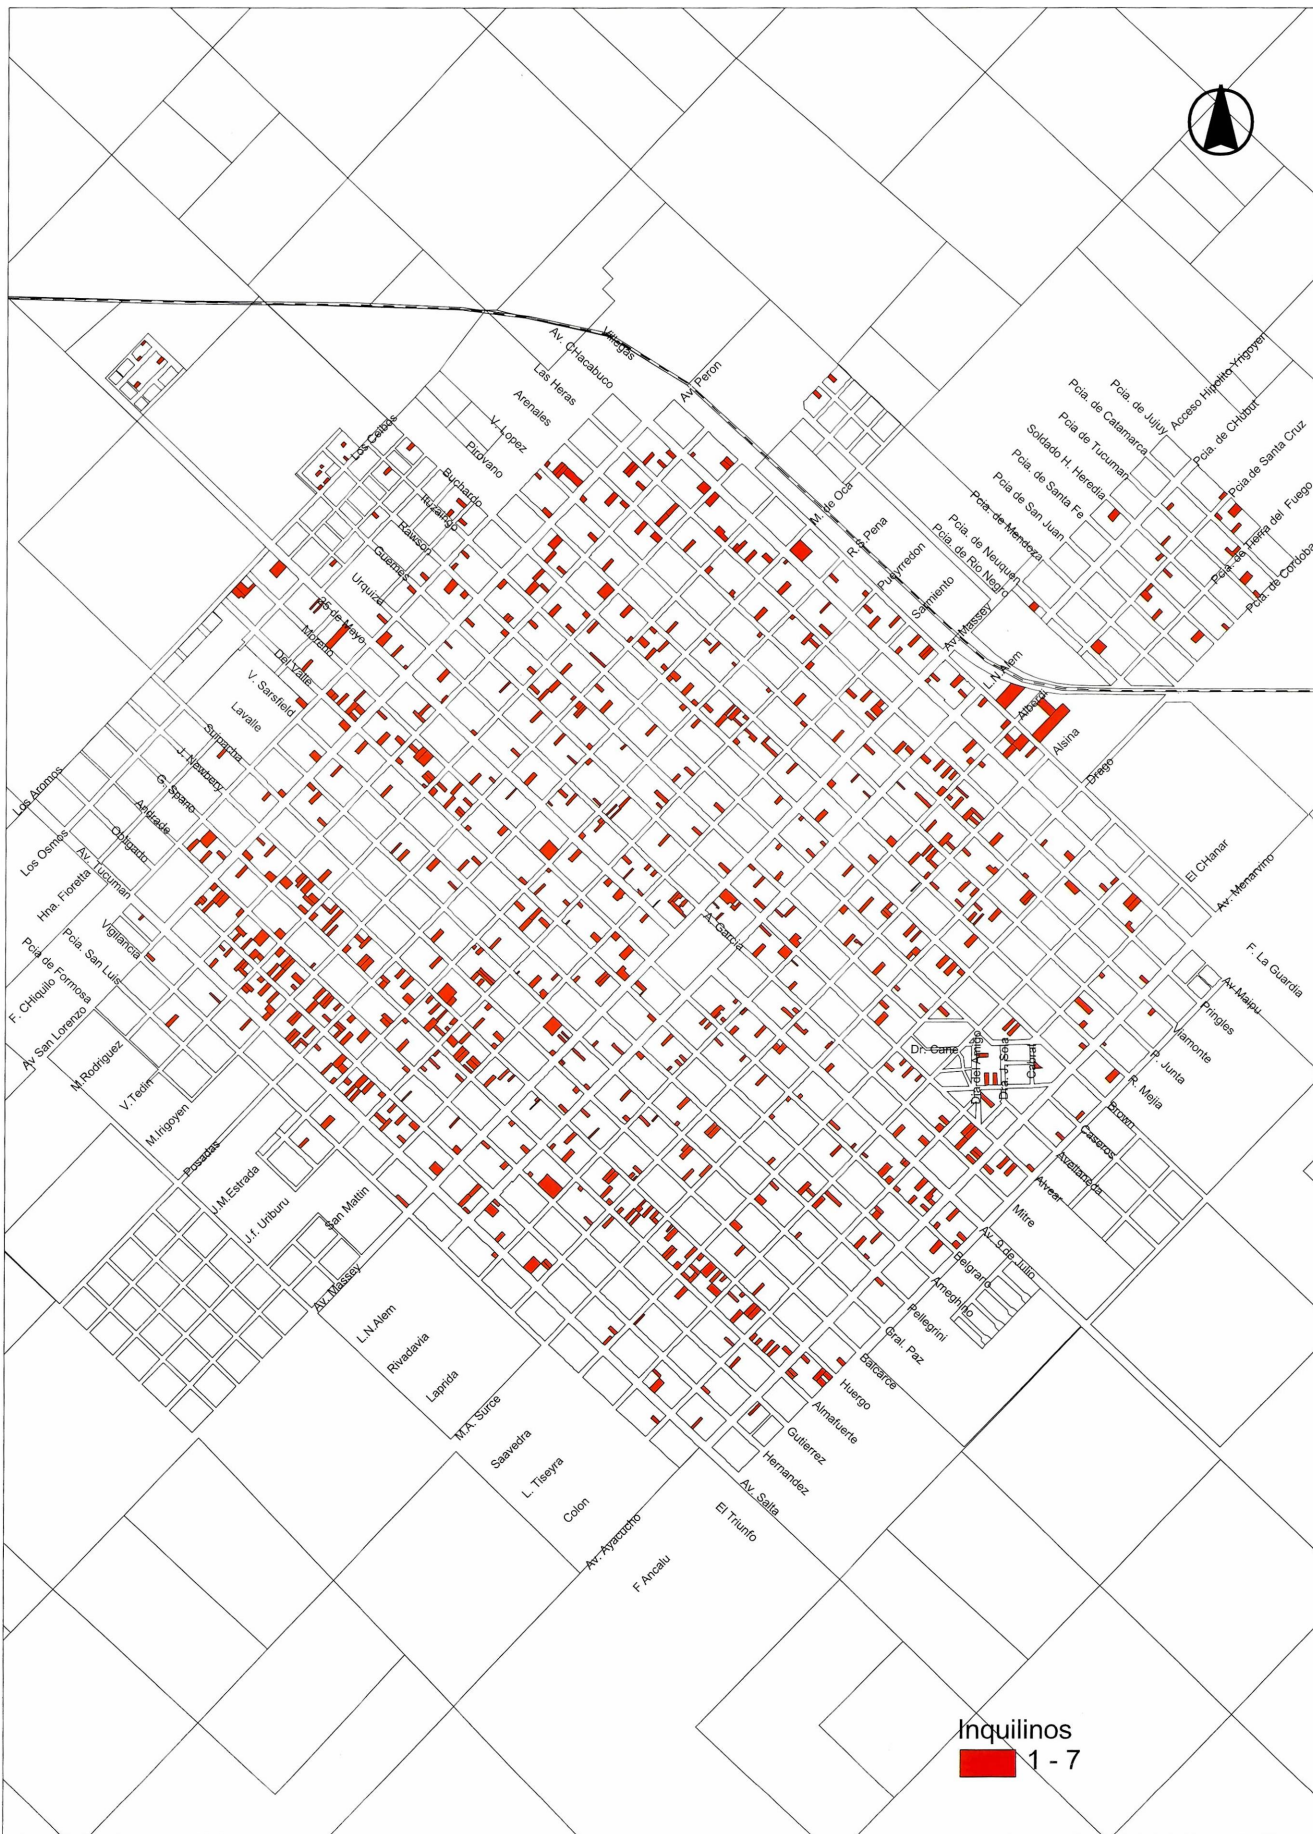 Villegas
Av. CHacabuco
Las Heras
Arenales
Av. Peron
V. Lopez
Pirovano
Los Ceibos
Buchardo
Ituzaingo
Rawson
Guemes
Urquiza
25 de Mayo
Moreno
Del Valle
V. Sarsfield
Lavalle
Suipacha
J. Newbery
G. Spano
Andrade
Obligado
Av. Tucuman
Los Aromos
Los Osmos
Hna. Fioretta
Vigilancia
Pcia. San Luis
Pcia de Formosa
F. CHiquilo
Av San Lorenzo
M.Rodriguez
V.Tedin
M.Irigoyen
Posadas
J.M.Estrada
J.f. Uriburu
San Mattin
Av. Massey
L.N.Alem
Rivadavia
Laprida
M.A. Surce
Saavedra
L. Tiseyra
Colon
Av. Ayacucho
F Ancalu
El Triunfo
Av. Salta
Hernandez
Gutierrez
Almafuerte
Huergo
Balcarce
Gral. Paz
Pellegrini
Ameghino
Belgrano
Av. 9 de Julio
Mitre
Alvear
Avellaneda
Caseros
Brown
R. Mejia
P. Junta
Viamonte
Pringles
Av Maipu
F. La Guardia
Av. Menarvino
El CHanar
Drago
Alsina
Alberdi
L.N.Alem
Av. Massey
Sarmiento
Pueyrredon
R. S. Pena
M. de Oca
Pcia. de Rio Negro
Pcia. de Neuquen
Pcia. de Mendoza
Pcia de San Juan
Pcia. de Santa Fe
Soldado H. Heredia
Pcia de Tucuman
Pcia. de Catamarca
Pcia. de Jujuy
Acceso Hipolito Yrigoyen
Pcia. de CHubut
Pcia.de Santa Cruz
Pcia. de Tierra del Fuego
Pcia. de Cordoba
A. Garcia
Dr. Cane
Dia del Amigo
Dra. J. Sola
Cabral
Inquilinos
1 - 7